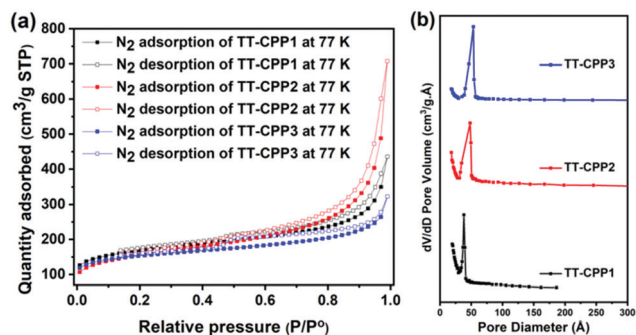 (a)
800
700
600
500
400
300
200
100
Quantity adsorbed (cm³/g STP)
N₂ adsorption of TT-CPP1 at 77 K
N₂ desorption of TT-CPP1 at 77 K
N₂ adsorption of TT-CPP2 at 77 K
N₂ desorption of TT-CPP2 at 77 K
N₂ adsorption of TT-CPP3 at 77 K
N₂ desorption of TT-CPP3 at 77 K
0.0 0.2 0.4 0.6 0.8 1.0
Relative pressure (P/Pº)
(b)
dV/dD Pore Volume (cm³/g.Å)
TT-CPP3
TT-CPP2
TT-CPP1
0 50 100 150 200 250 300
Pore Diameter (Å)